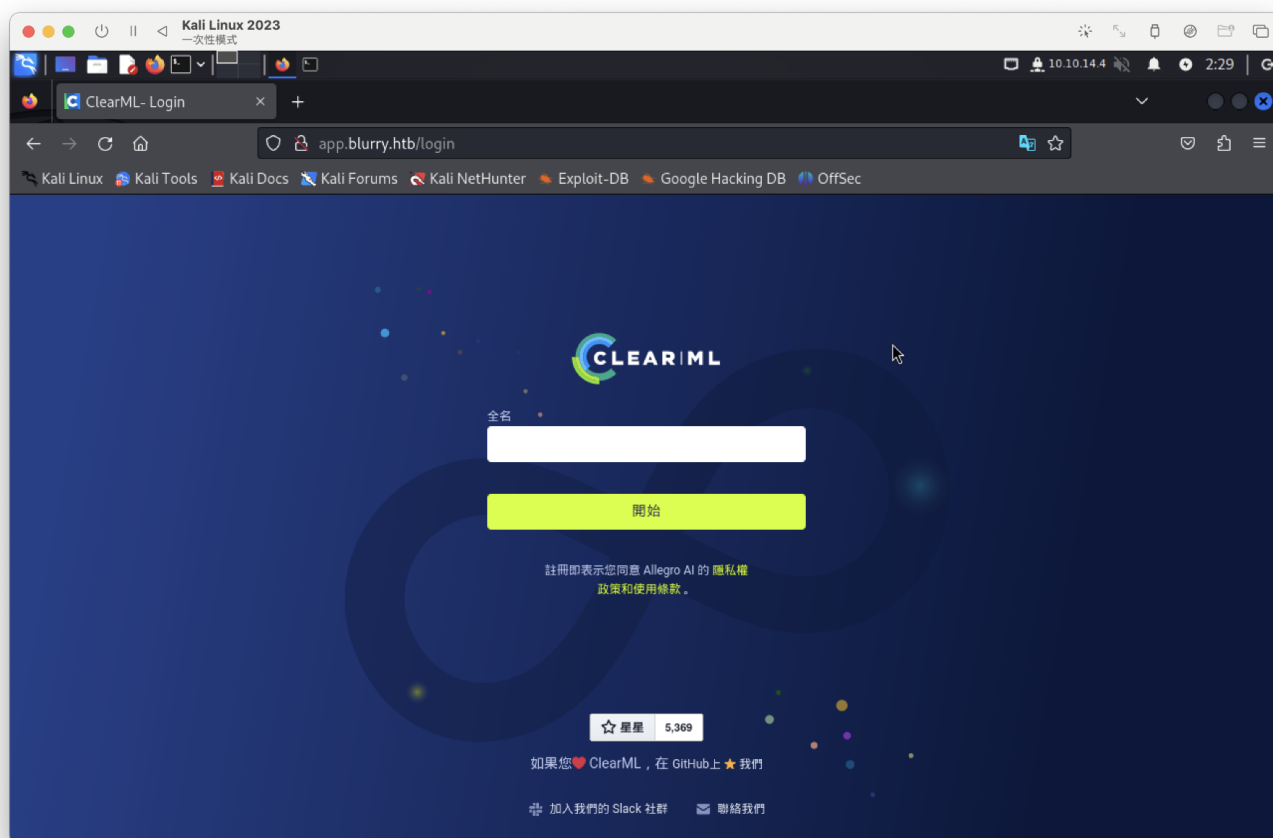 Kali Linux 2023
一次性模式
10.10.14.4
2:29
ClearML- Login
app.blurry.htb/login
Kali Linux
Kali Tools
Kali Docs
Kali Forums
Kali NetHunter
Exploit-DB
Google Hacking DB
OffSec
CLEAR|ML
全名
開始
註冊即表示您同意 Allegro AI 的 隱私權
政策和使用條款 。
星星 5,369
如果您❤️ ClearML，在 GitHub上 ⭐ 我們
加入我們的 Slack 社群
聯絡我們